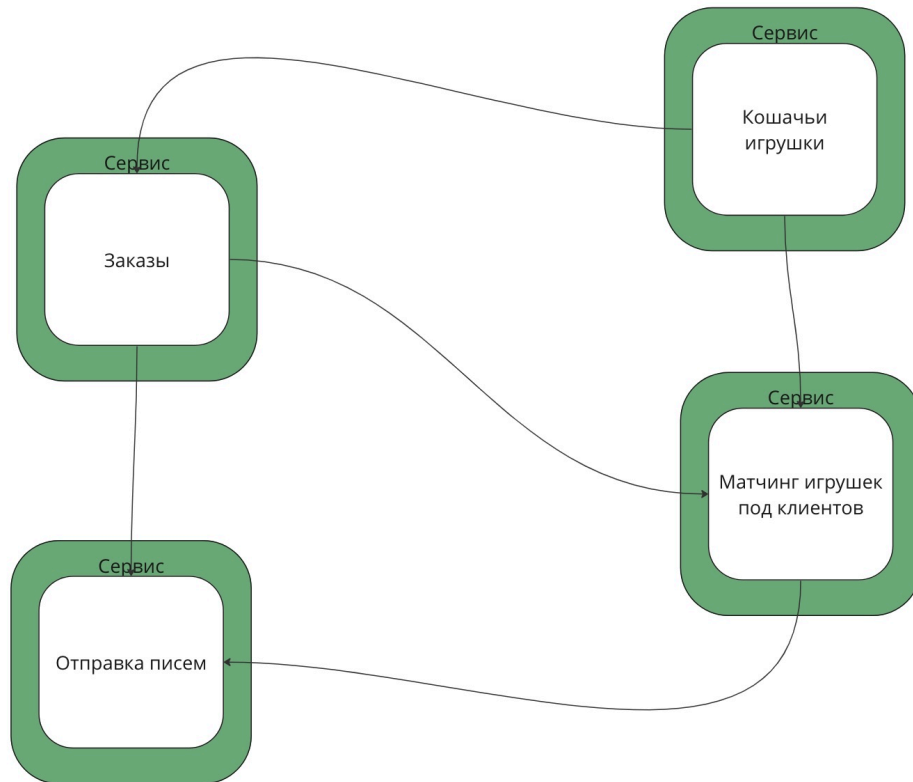 Сервис
Кошачьи
игрушки
Сервис
Заказы
Сервис
Матчинг игрушек
под клиентов
Сервис
Отправка писем